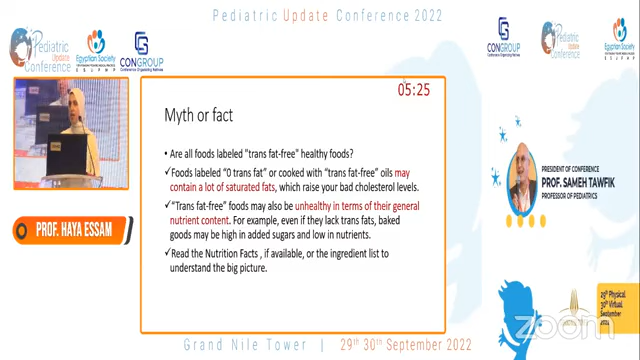 Pediatric Update Conference 2022
Pediatric
Update
Conference
Egyptian Society
CONGROUP
05:25
Myth or fact
• Are all foods labeled "trans fat-free" healthy foods?
✓Foods labeled “0 trans fat” or cooked with “trans fat-free” oils may
contain a lot of saturated fats, which raise your bad cholesterol levels.
✓“Trans fat-free” foods may also be unhealthy in terms of their general
nutrient content. For example, even if they lack trans fats, baked
goods may be high in added sugars and low in nutrients.
✓Read the Nutrition Facts , if available, or the ingredient list to
understand the big picture.
PROF. HAYA ESSAM
Grand Nile Tower | 29th 30th September 2022
CONGROUP
Egyptian Society
PRESIDENT OF CONFERENCE
PROF. SAMEH TAWFIK
PROFESSOR OF PEDIATRICS
29th Physical
30th Virtual
September
2022
zoom